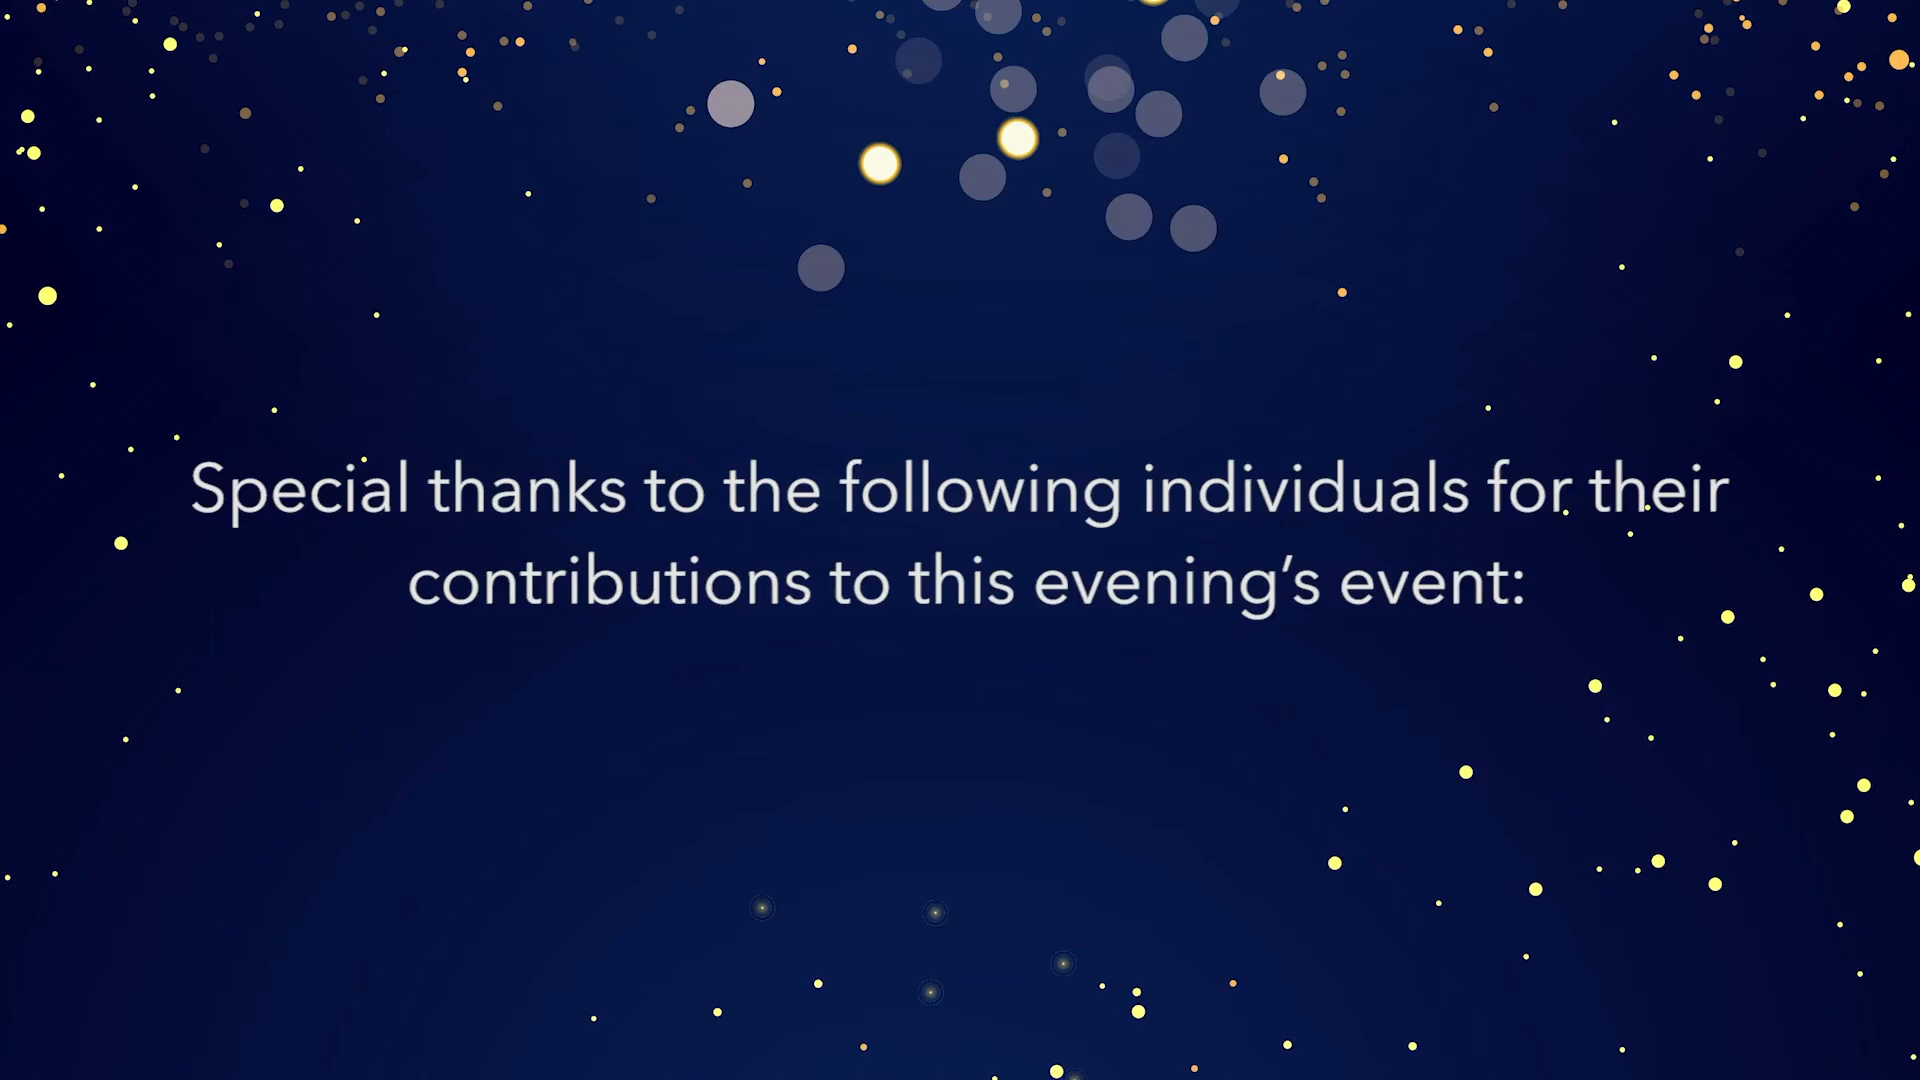 Special thanks to the following individuals for their
contributions to this evening’s event: